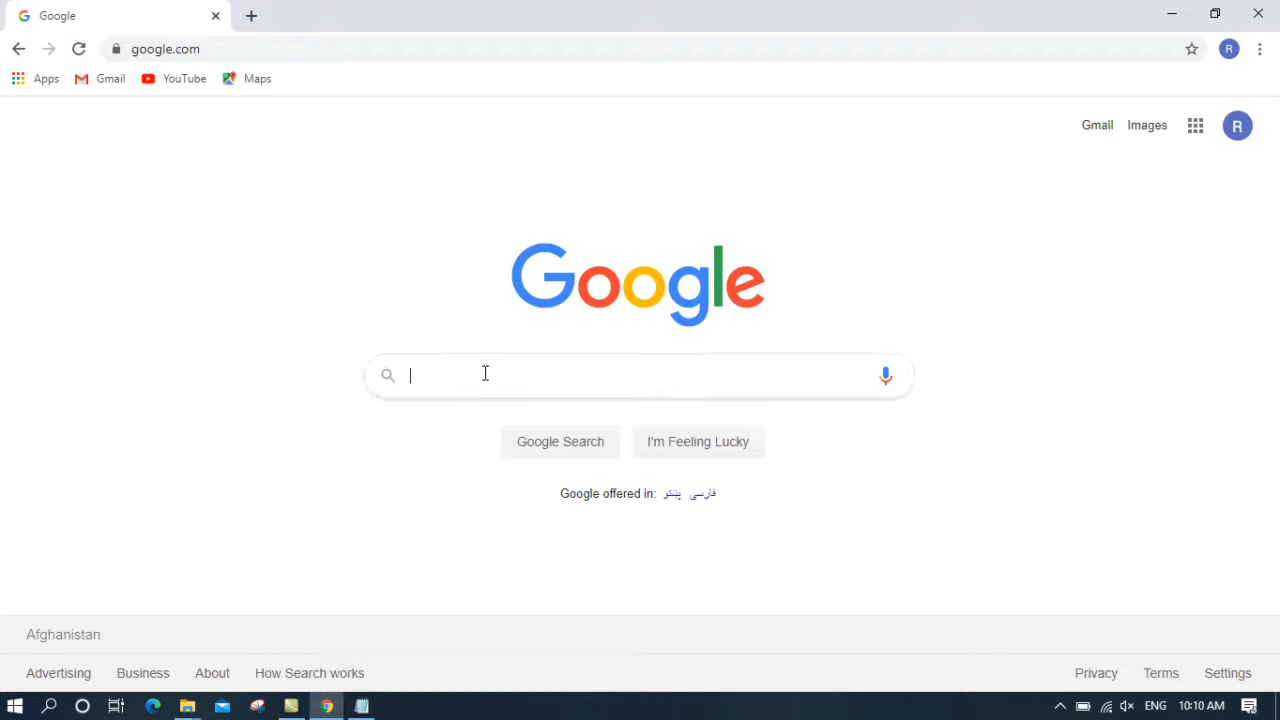 Google
google.com
Apps Gmail YouTube Maps
R
Gmail Images R
Google
Google Search I'm Feeling Lucky
Google offered in: پښتو فارسی
Afghanistan
Advertising Business About How Search works Privacy Terms Settings
ENG 10:10 AM